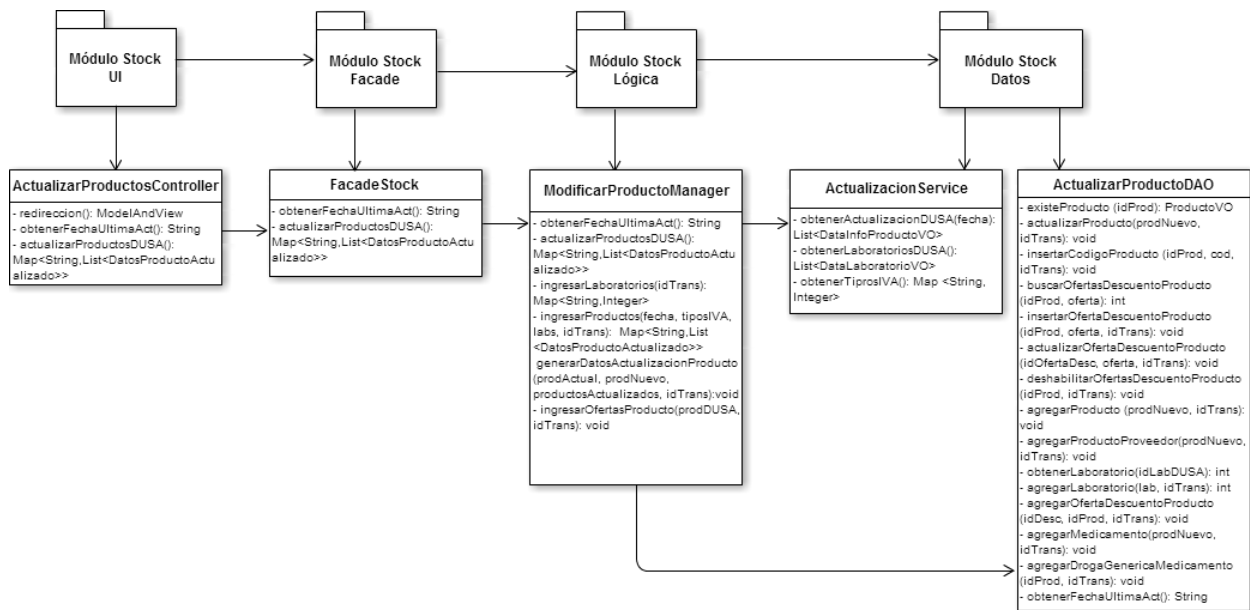 Módulo Stock
UI
Módulo Stock
Facade
Módulo Stock
Lógica
Módulo Stock
Datos
ActualizarProductosController
- redireccion(): ModelAndView
- obtenerFechaUltimaAct(): String
- actualizarProductosDUSA():
Map<String,List<DatosProductoActu
alizado>>
FacadeStock
- obtenerFechaUltimaAct(): String
- actualizarProductosDUSA():
Map<String,List<DatosProductoActu
alizado>>
ModificarProductoManager
- obtenerFechaUltimaAct(): String
- actualizarProductosDUSA():
Map<String,List<DatosProductoActu
alizado>>
- ingresarLaboratorios(idTrans):
Map<String,Integer>
- ingresarProductos(fecha, tiposIVA,
labs, idTrans): Map<String,List
<DatosProductoActualizado>>
generarDatosActualizacionProducto
(prodActual, prodNuevo,
productosActualizados, idTrans):void
- ingresarOfertasProducto(prodDUSA,
idTrans): void
ActualizacionService
- obtenerActualizacionDUSA(fecha):
List<DataInfoProductoVO>
- obtenerLaboratoriosDUSA():
List<DataLaboratorioVO>
- obtenerTiprosIVA(): Map <String,
Integer>
ActualizarProductoDAO
- existeProducto (idProd): ProductoVO
- actualizarProducto(prodNuevo,
idTrans): void
- insertarCodigoProducto (idProd, cod,
idTrans): void
- buscarOfertasDescuentoProducto
(idProd, oferta): int
- insertarOfertaDescuentoProducto
(idProd, oferta, idTrans): void
- actualizarOfertaDescuentoProducto
(idOfertaDesc, oferta, idTrans): void
- deshabilitarOfertasDescuentoProducto
(idProd, idTrans): void
- agregarProducto (prodNuevo, idTrans):
void
- agregarProductoProveedor(prodNuevo,
idTrans): void
- obtenerLaboratorio(idLabDUSA): int
- agregarLaboratorio(lab, idTrans): int
- agregarOfertaDescuentoProducto
(idDesc, idProd, idTrans): void
- agregarMedicamento(prodNuevo,
idTrans): void
- agregarDrogaGenericaMedicamento
(idProd, idTrans): void
- obtenerFechaUltimaAct(): String